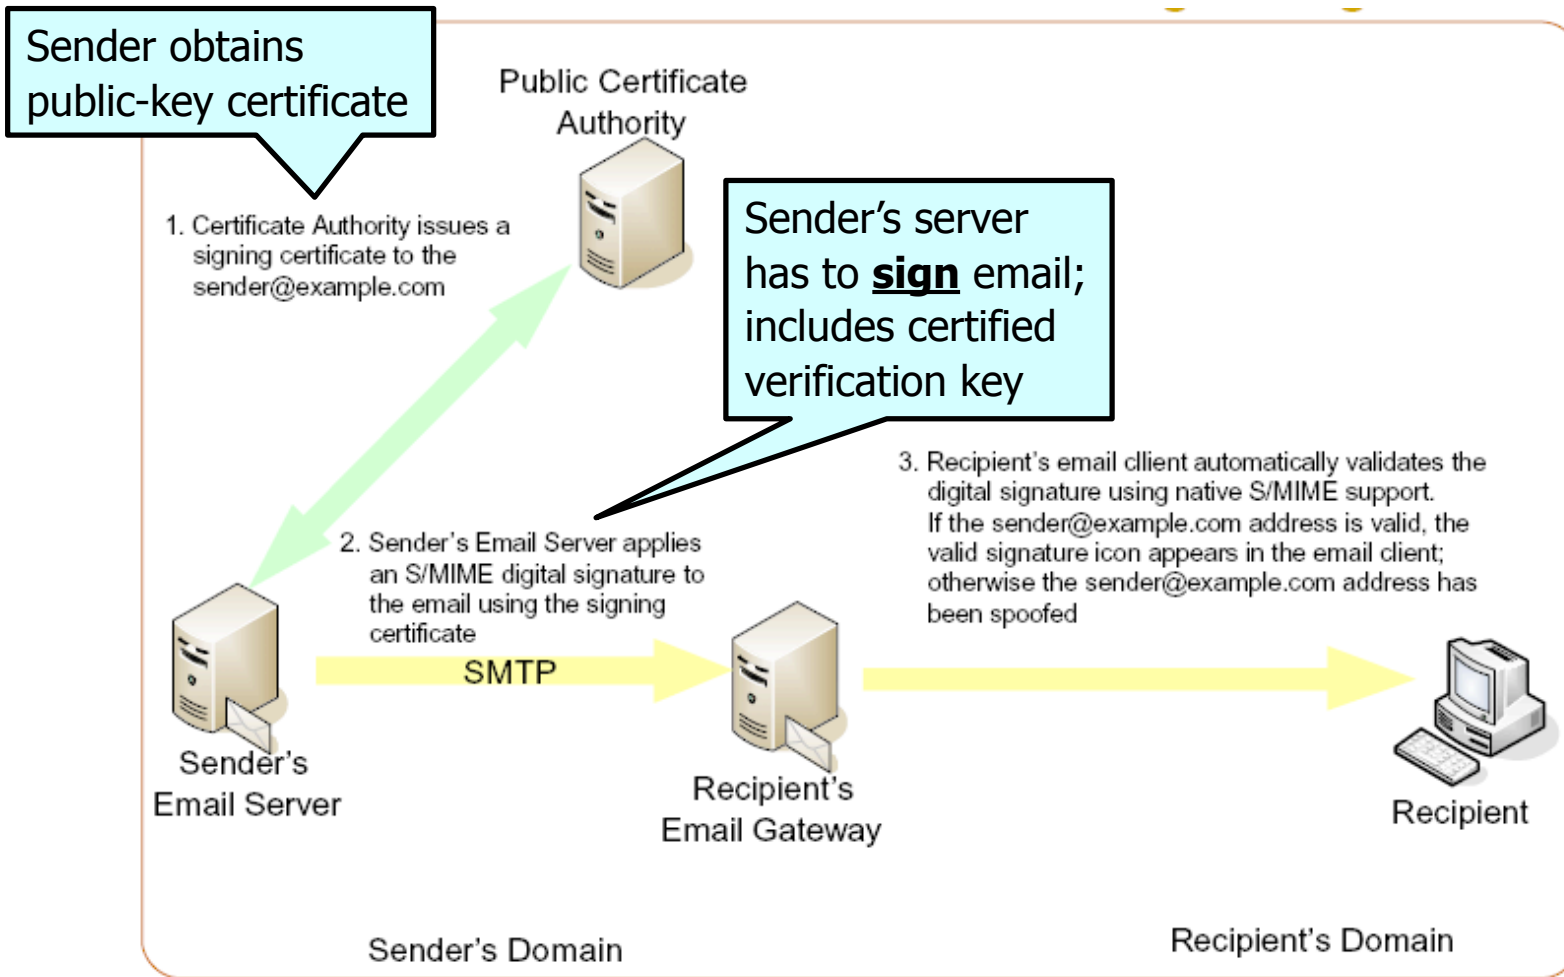 Sender obtains
public-key certificate
Public Certificate
Authority
1. Certificate Authority issues a
signing certificate to the
sender@example.com
Sender’s server
has to sign email;
includes certified
verification key
2. Sender's Email Server applies
an S/MIME digital signature to
the email using the signing
certificate
3. Recipient's email cllient automatically validates the
digital signature using native S/MIME support.
If the sender@example.com address is valid, the
valid signature icon appears in the email client;
otherwise the sender@example.com address has
been spoofed
SMTP
Sender's
Email Server
Recipient's
Email Gateway
Recipient
Sender's Domain
Recipient's Domain